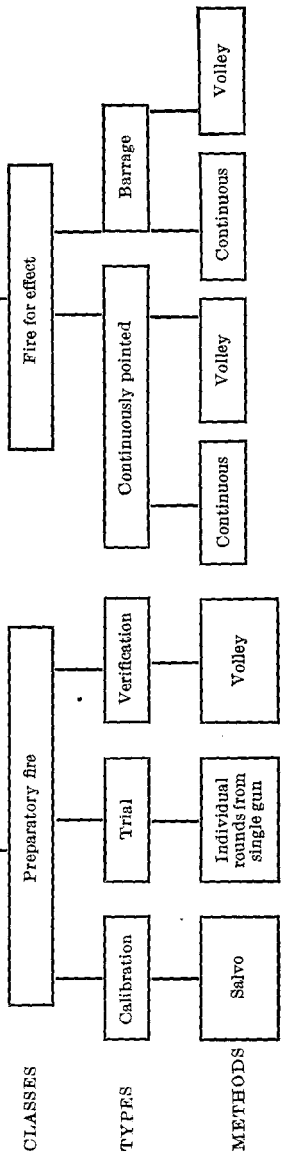 CLASSES
Preparatory fire
Fire for effect
TYPES
Calibration
Trial
Verification
Continuously pointed
Barrage
METHODS
Salvo
Individual
rounds from
single gun
Volley
Continuous
Volley
Continuous
Volley